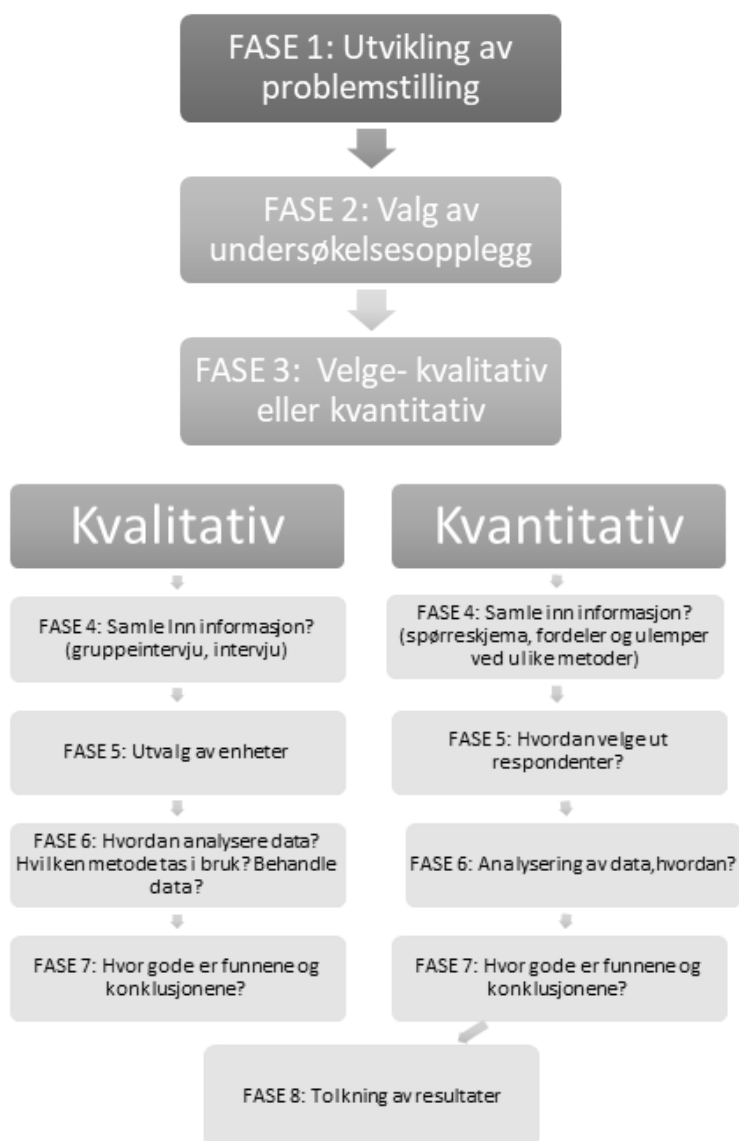 FASE 1: Utvikling av
problemstilling
FASE 2: Valg av
undersøkelsesopplegg
FASE 3:  Velge- kvalitativ
eller kvantitativ
Kvalitativ
FASE 4: Samle Inn informasjon?
(gruppeintervju, intervju)
FASE 5: Utvalg av enheter
FASE 6: Hvordan analysere data?
Hvilken metode tas i bruk? Behandle
data?
FASE 7: Hvor gode er funnene og
konklusjonene?
Kvantitativ
FASE 4: Samle inn informasjon?
(spørreskjema, fordeler og ulemper
ved ulike metoder)
FASE 5: Hvordan velge ut
respondenter?
FASE 6: Analysering av data,hvordan?
FASE 7: Hvor gode er funnene og
konklusjonene?
FASE 8: Tolkning av resultater